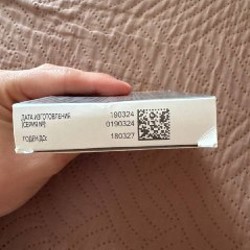 ДАТА ИЗГОТОВЛЕНИЯ 180324
(СЕРИЯ №) 0190324
ГОДЕН ДО: 180327